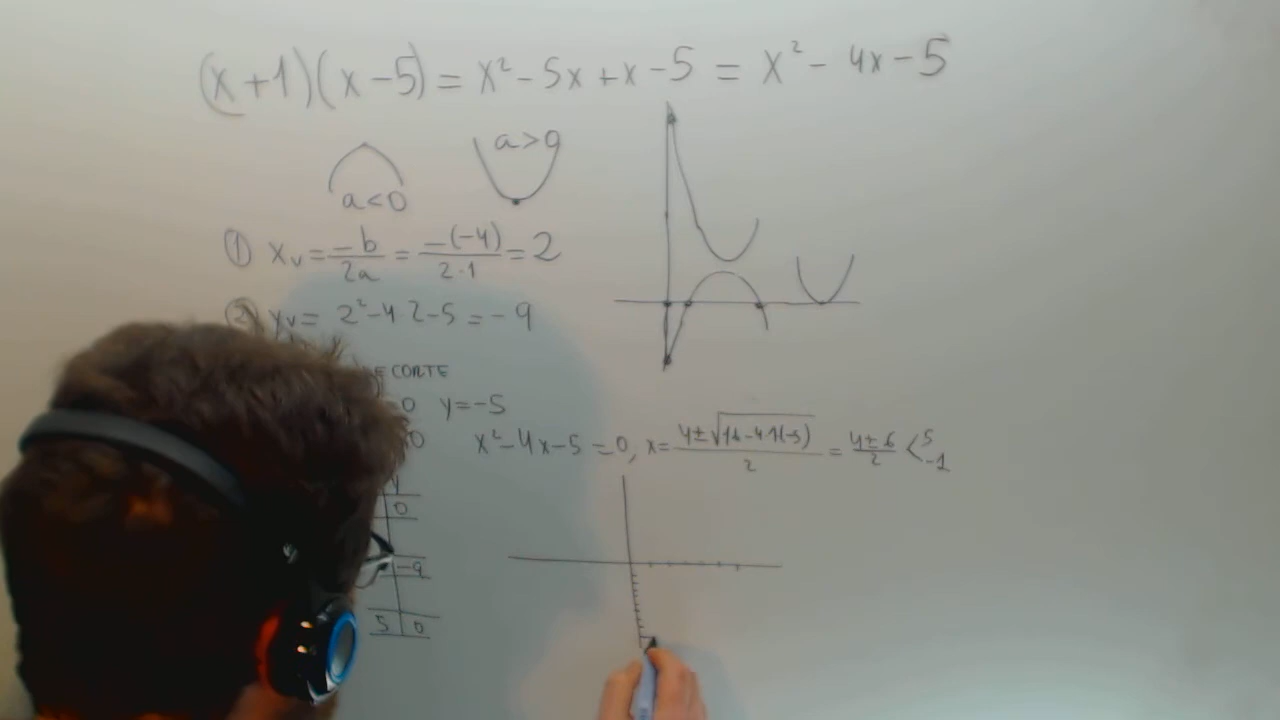 (x+1)(x-5) = x²-5x+x-5 = x²-4x-5
a<0
a>0
① xᵥ = -b/2a = -(-4)/2·1 = 2
② yᵥ = 2²-4 2-5 = -9
E CORTE
0 y=-5
0 x²-4x-5=0, x= 4±√(16-4·1(-5))/2 = 4±6/2 < 5 -1
y
0
-9
5 0